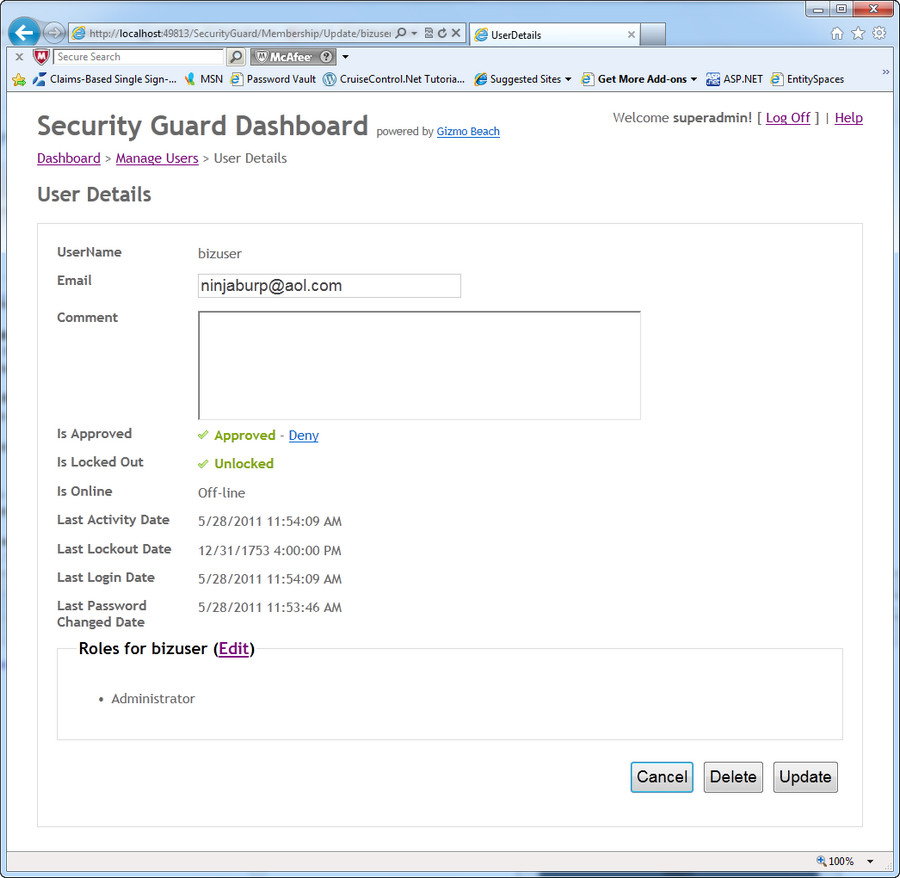 http://localhost:49813/SecurityGuard/Membership/Update/bizuser
UserDetails
Secure Search
McAfee
Claims-Based Single Sign-... MSN Password Vault CruiseControl.Net Tutoria... Suggested Sites Get More Add-ons ASP.NET EntitySpaces
Security Guard Dashboard powered by Gizmo Beach
Welcome superadmin! [ Log Off ] | Help
Dashboard > Manage Users > User Details
User Details
UserName bizuser
Email ninjaburp@aol.com
Comment
Is Approved Approved - Deny
Is Locked Out Unlocked
Is Online Off-line
Last Activity Date 5/28/2011 11:54:09 AM
Last Lockout Date 12/31/1753 4:00:00 PM
Last Login Date 5/28/2011 11:54:09 AM
Last Password 5/28/2011 11:53:46 AM
Changed Date
Roles for bizuser (Edit)
• Administrator
Cancel Delete Update
100%